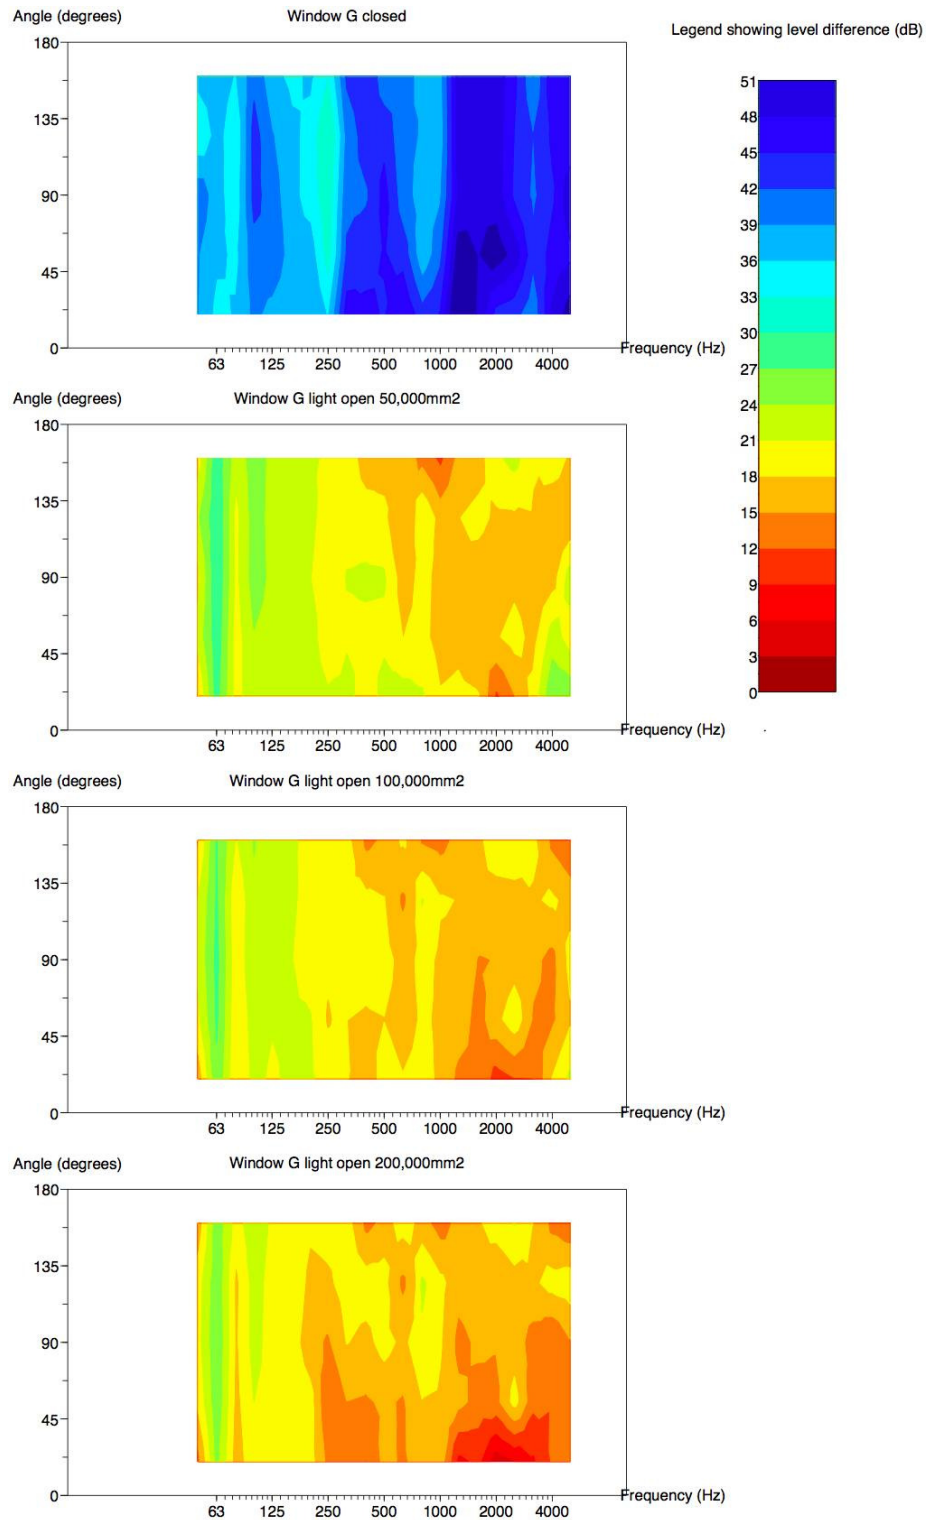 Angle (degrees)
Window G closed
Legend showing level difference (dB)
180
135
90
45
0
63 125 250 500 1000 2000 4000
Frequency (Hz)
51
48
45
42
39
36
33
30
27
24
21
18
15
12
9
6
3
0
Angle (degrees)
Window G light open 50,000mm2
180
135
90
45
0
63 125 250 500 1000 2000 4000
Frequency (Hz)
Angle (degrees)
Window G light open 100,000mm2
180
135
90
45
0
63 125 250 500 1000 2000 4000
Frequency (Hz)
Angle (degrees)
Window G light open 200,000mm2
180
135
90
45
0
63 125 250 500 1000 2000 4000
Frequency (Hz)